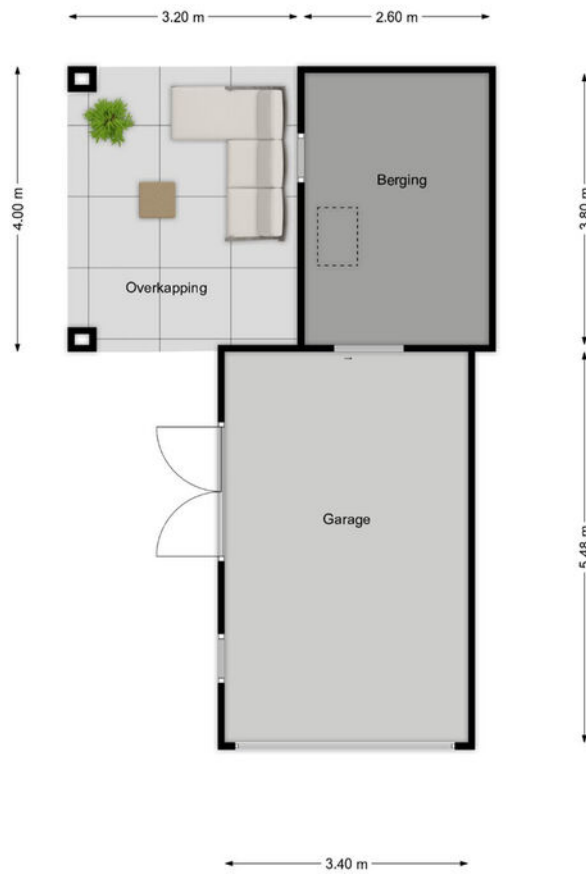 3.20 m
2.60 m
4.00 m
3.80 m
Berging
Overkapping
Garage
5.48 m
3.40 m